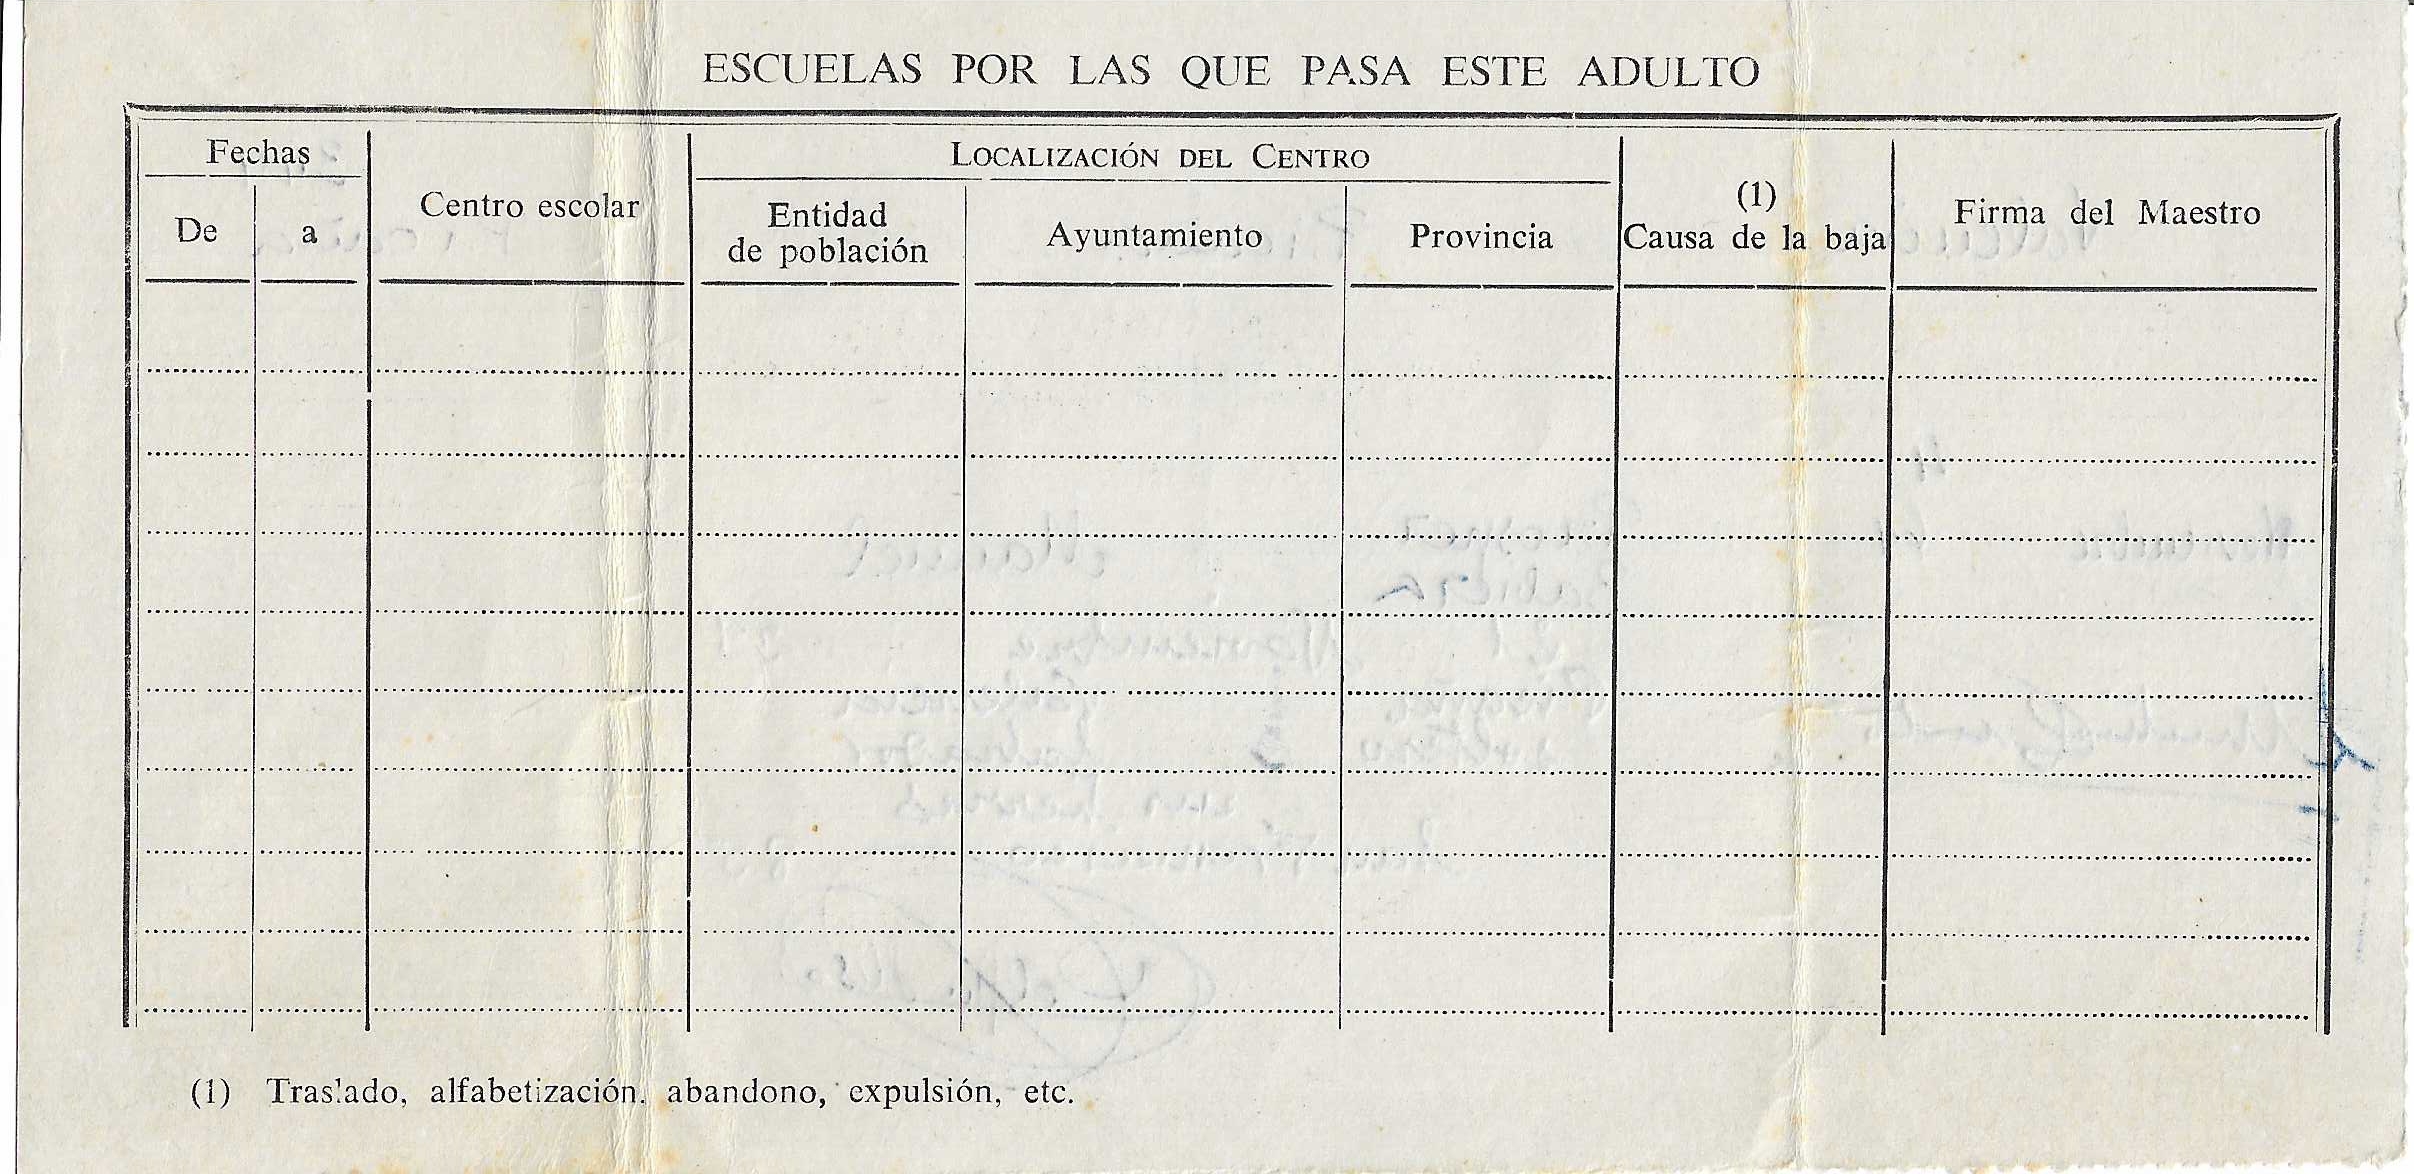 ESCUELAS POR LAS QUE PASA ESTE ADULTO
Fechas
De a
Centro escolar
LOCALIZACIÓN DEL CENTRO
Entidad
de población
Ayuntamiento
Provincia
(1)
Causa de la baja
Firma del Maestro
(1) Traslado, alfabetización, abandono, expulsión, etc.